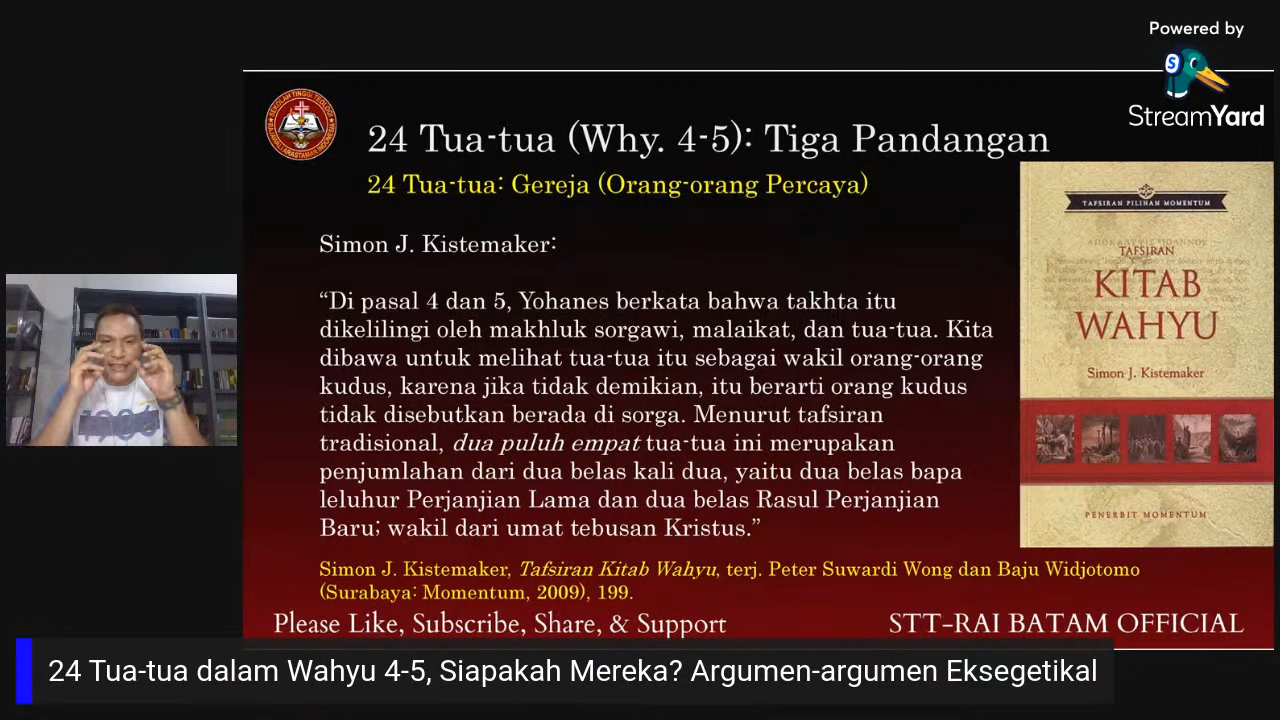 Powered by
S
StreamYard
SEKOLAH TINGGI TEOLOGI
24 Tua-tua (Why. 4-5): Tiga Pandangan
24 Tua-tua: Gereja (Orang-orang Percaya)
Simon J. Kistemaker:
“Di pasal 4 dan 5, Yohanes berkata bahwa takhta itu
dikelilingi oleh makhluk sorgawi, malaikat, dan tua-tua. Kita
dibawa untuk melihat tua-tua itu sebagai wakil orang-orang
kudus, karena jika tidak demikian, itu berarti orang kudus
tidak disebutkan berada di sorga. Menurut tafsiran
tradisional, dua puluh empat tua-tua ini merupakan
penjumlahan dari dua belas kali dua, yaitu dua belas bapa
leluhur Perjanjian Lama dan dua belas Rasul Perjanjian
Baru; wakil dari umat tebusan Kristus.”
Simon J. Kistemaker, Tafsiran Kitab Wahyu, terj. Peter Suwardi Wong dan Baju Widjotomo
(Surabaya: Momentum, 2009), 199.
TAFSIRAN PILIHAN MOMENTUM
ΑΠΟΚΑΛΥΨΙΣ ΙΩΑΝΝΟΥ
TAFSIRAN
KITAB
WAHYU
Simon J. Kistemaker
PENERBIT MOMENTUM
Please Like, Subscribe, Share, & Support
STT-RAI BATAM OFFICIAL
24 Tua-tua dalam Wahyu 4-5, Siapakah Mereka? Argumen-argumen Eksegetikal